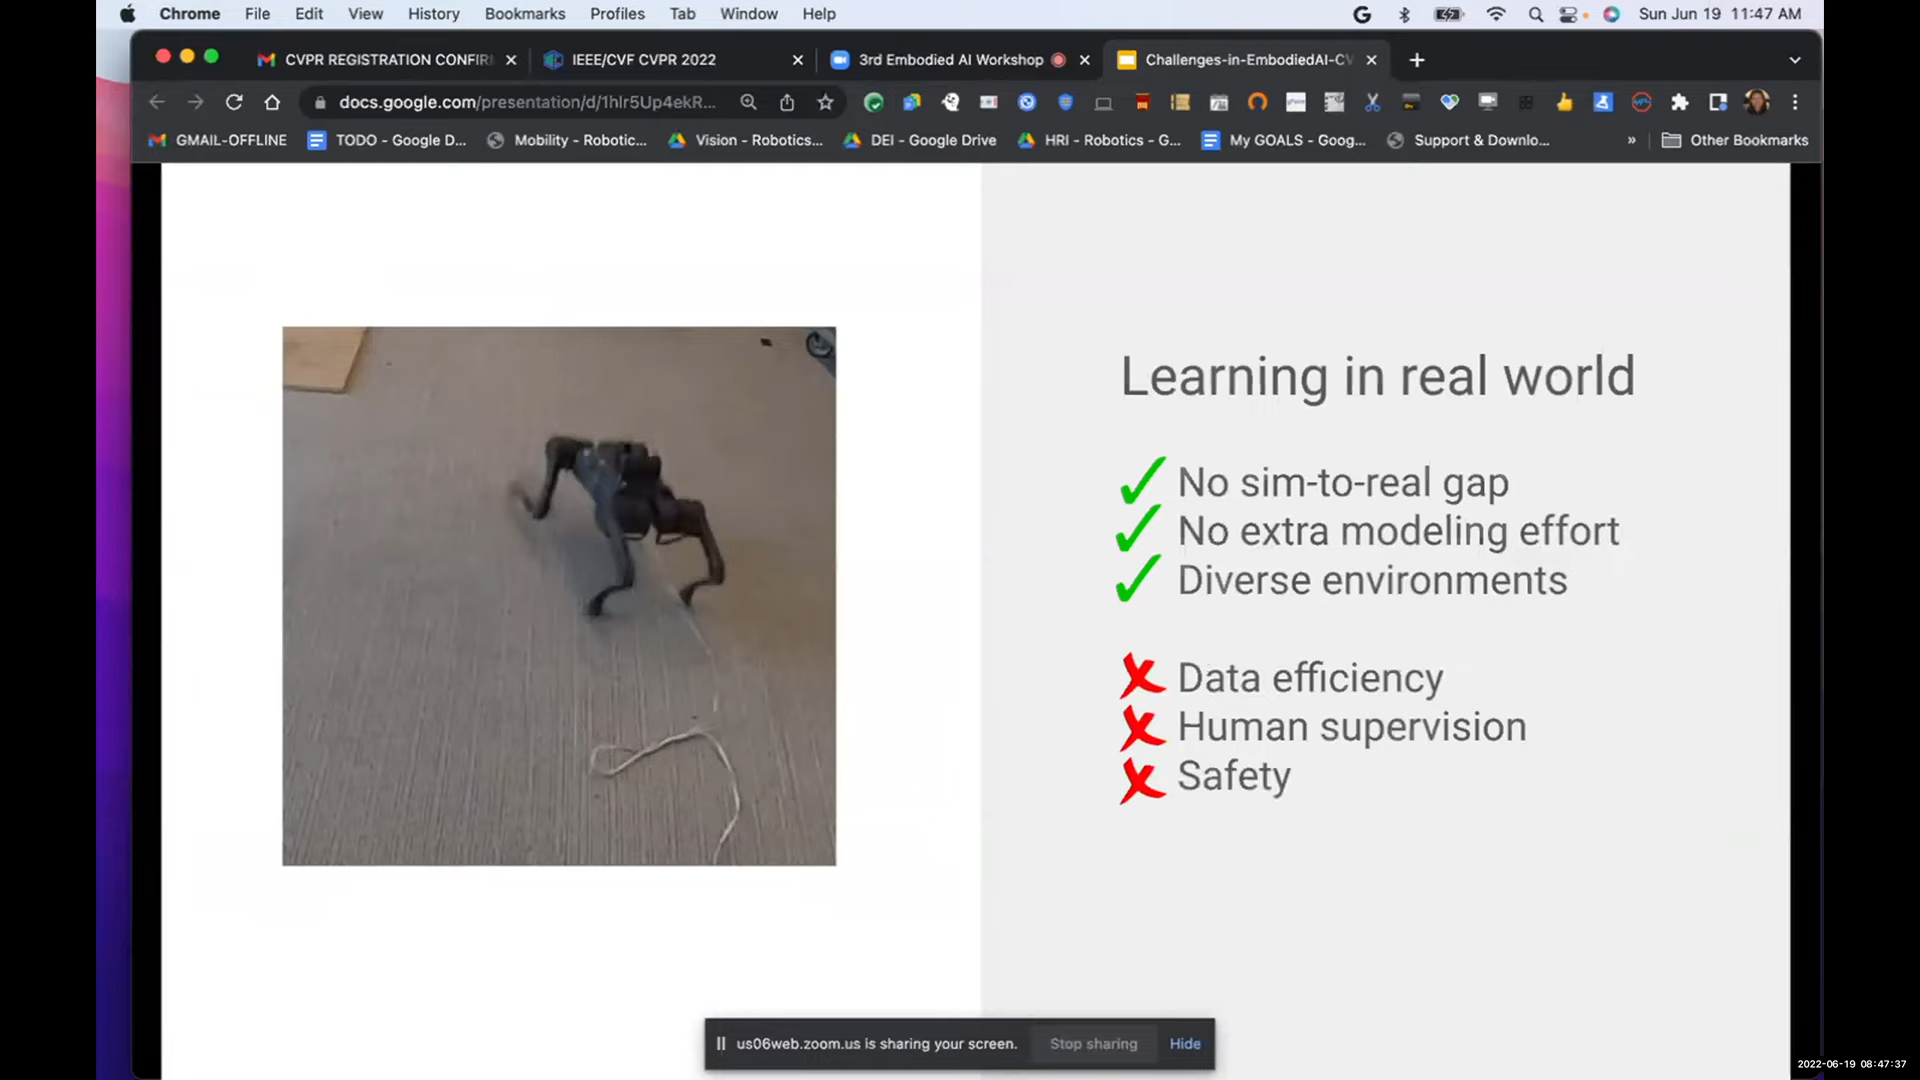 Chrome File Edit View History Bookmarks Profiles Tab Window Help Sun Jun 19 11:47 AM
CVPR REGISTRATION CONFIR IEEE/CVF CVPR 2022 3rd Embodied AI Workshop Challenges-in-EmbodiedAI-CV
docs.google.com/presentation/d/1hIr5Up4ekR...
GMAIL-OFFLINE TODO - Google D... Mobility - Robotic... Vision - Robotics... DEI - Google Drive HRI - Robotics - G... My GOALS - Goog... Support & Downlo... » Other Bookmarks
Learning in real world
No sim-to-real gap
No extra modeling effort
Diverse environments
Data efficiency
Human supervision
Safety
us06web.zoom.us is sharing your screen. Stop sharing Hide
2022-06-19 08:47:37